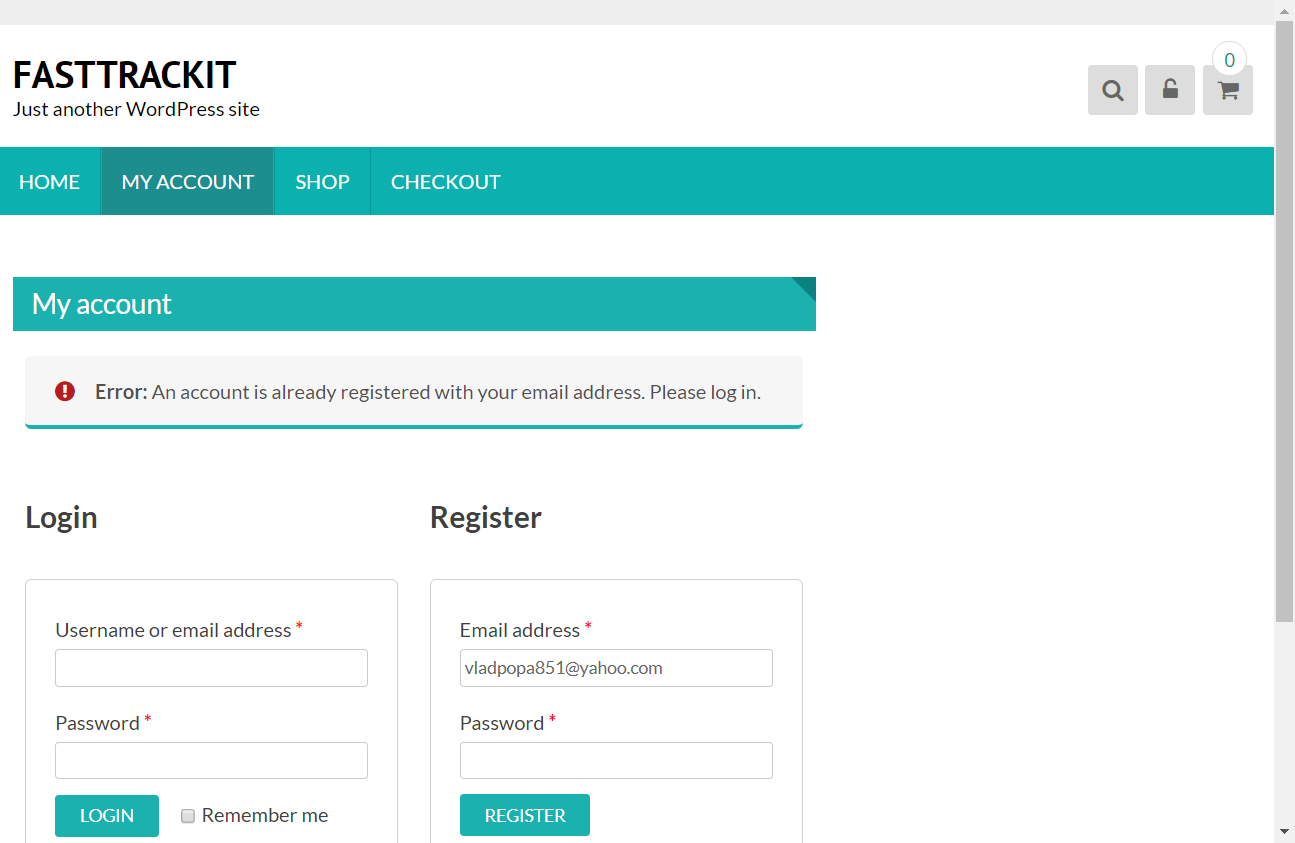 FASTTRACKIT
Just another WordPress site
0
HOME MY ACCOUNT SHOP CHECKOUT
My account
Error: An account is already registered with your email address. Please log in.
Login
Register
Username or email address *
Password *
LOGIN Remember me
Email address *
vladpopa851@yahoo.com
Password *
REGISTER